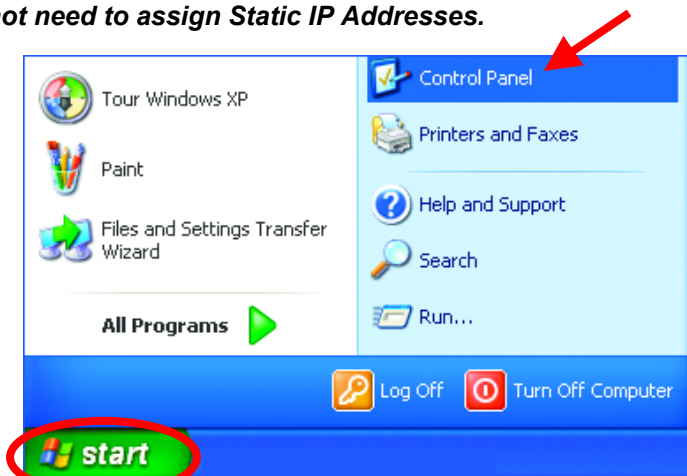 not need to assign Static IP Addresses.
Tour Windows XP
Paint
Files and Settings Transfer
Wizard
All Programs
Control Panel
Printers and Faxes
Help and Support
Search
Run...
Log Off
Turn Off Computer
start